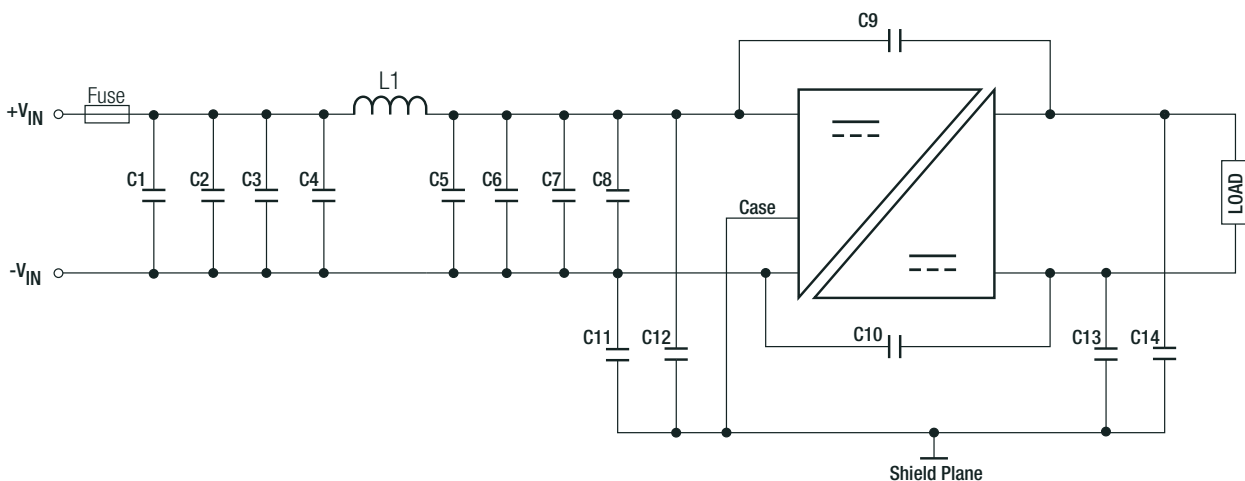 C9
Fuse
L1
+VIN
C1
C2
C3
C4
C5
C6
C7
C8
Case
LOAD
-VIN
C11
C12
C10
C13
C14
Shield Plane